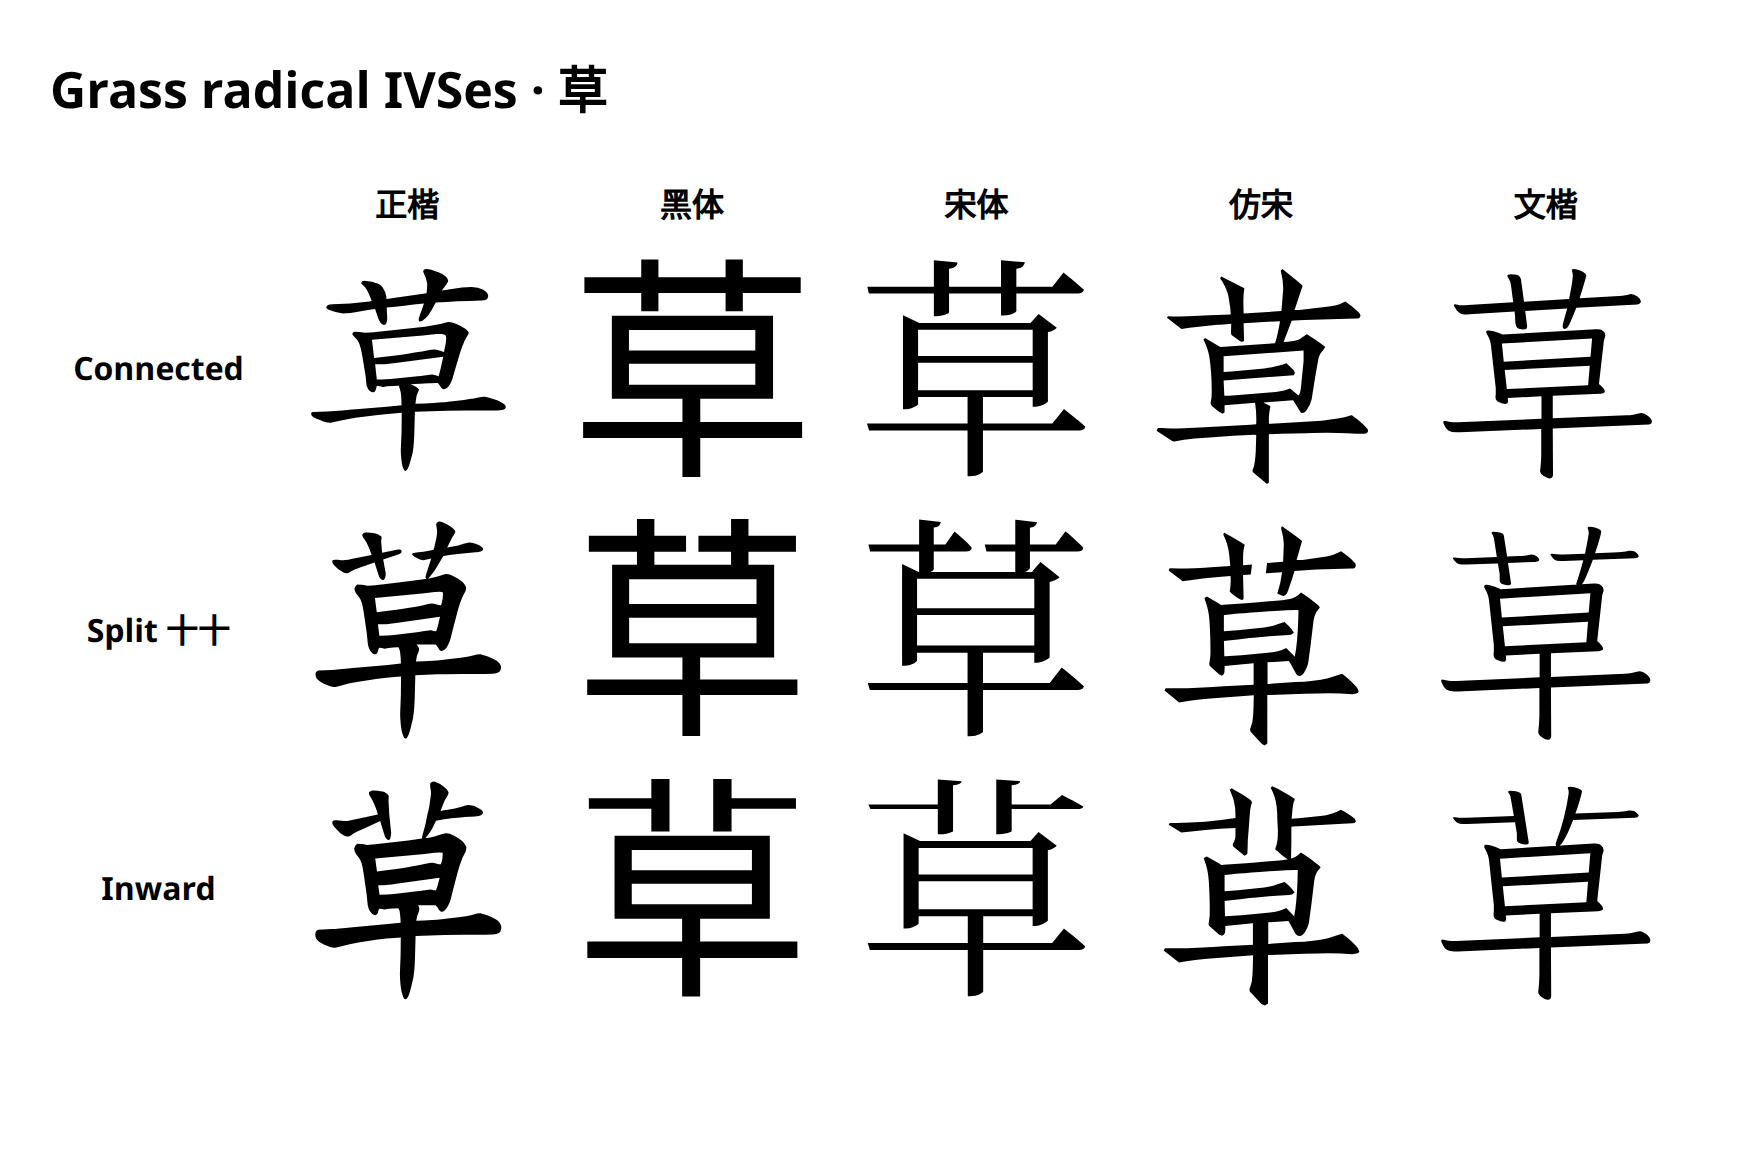 Grass radical IVSes · 草
正楷 黑体 宋体 仿宋 文楷
Connected 草 草 草 草 草
Split 十十 草 草 草 草 草
Inward 草 草 草 草 草